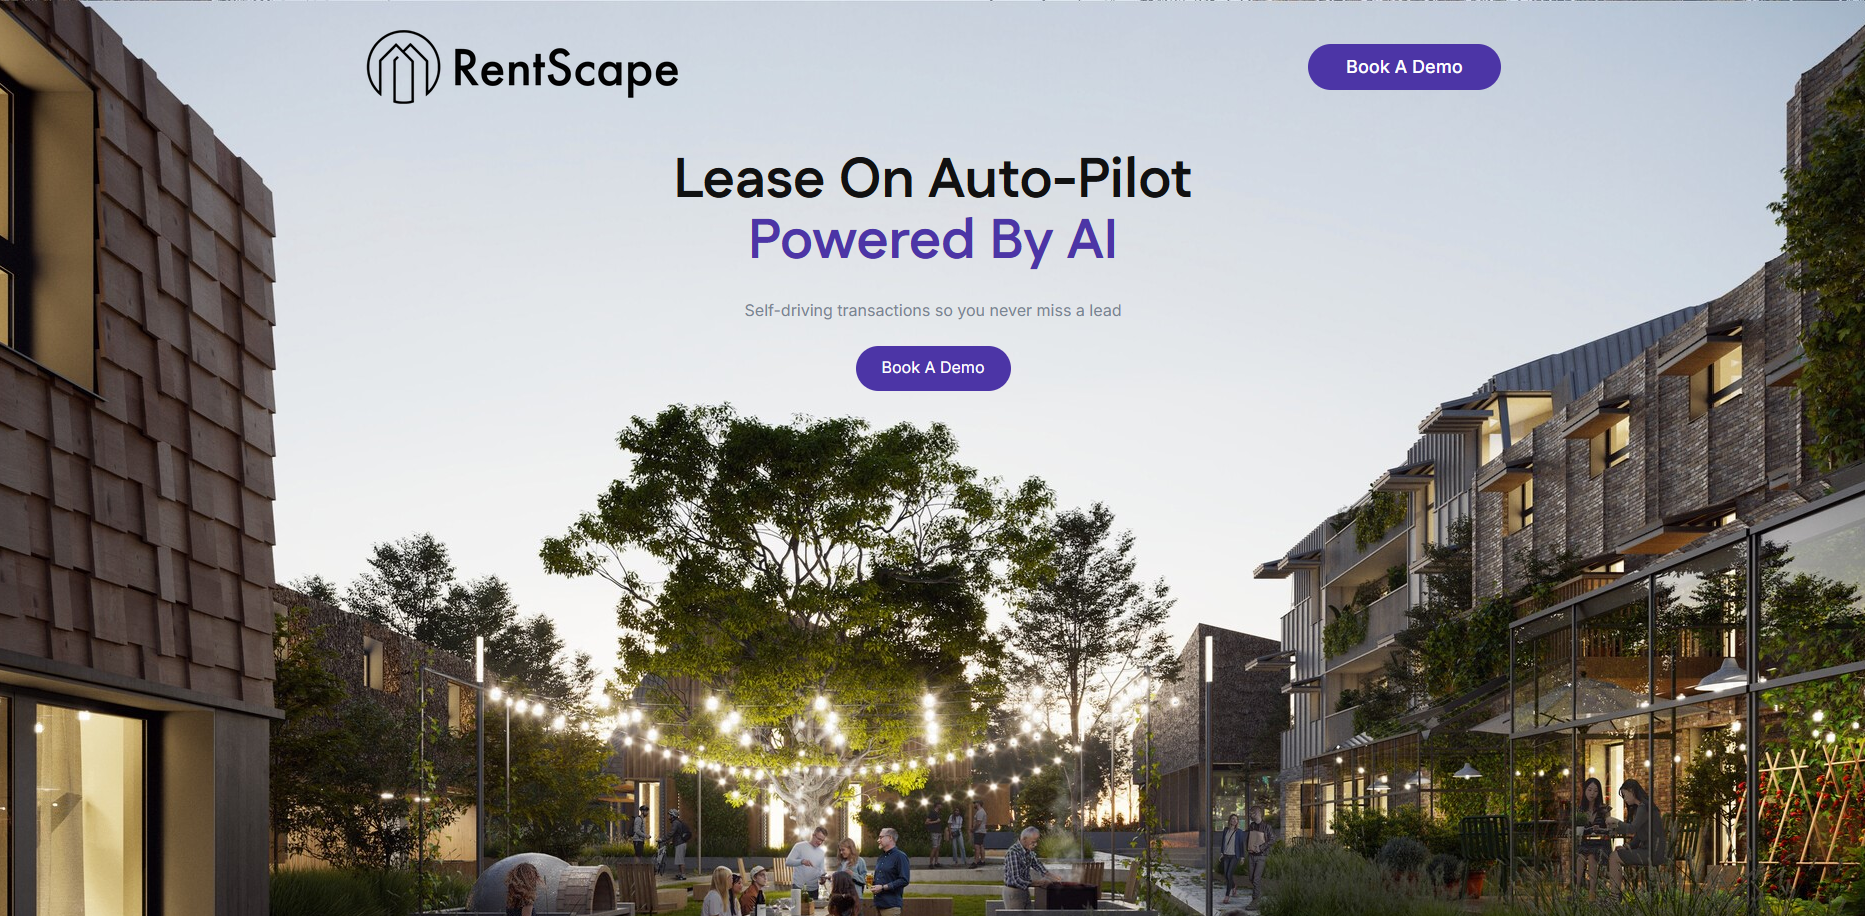 RentScape
Book A Demo
Lease On Auto-Pilot
Powered By AI
Self-driving transactions so you never miss a lead
Book A Demo